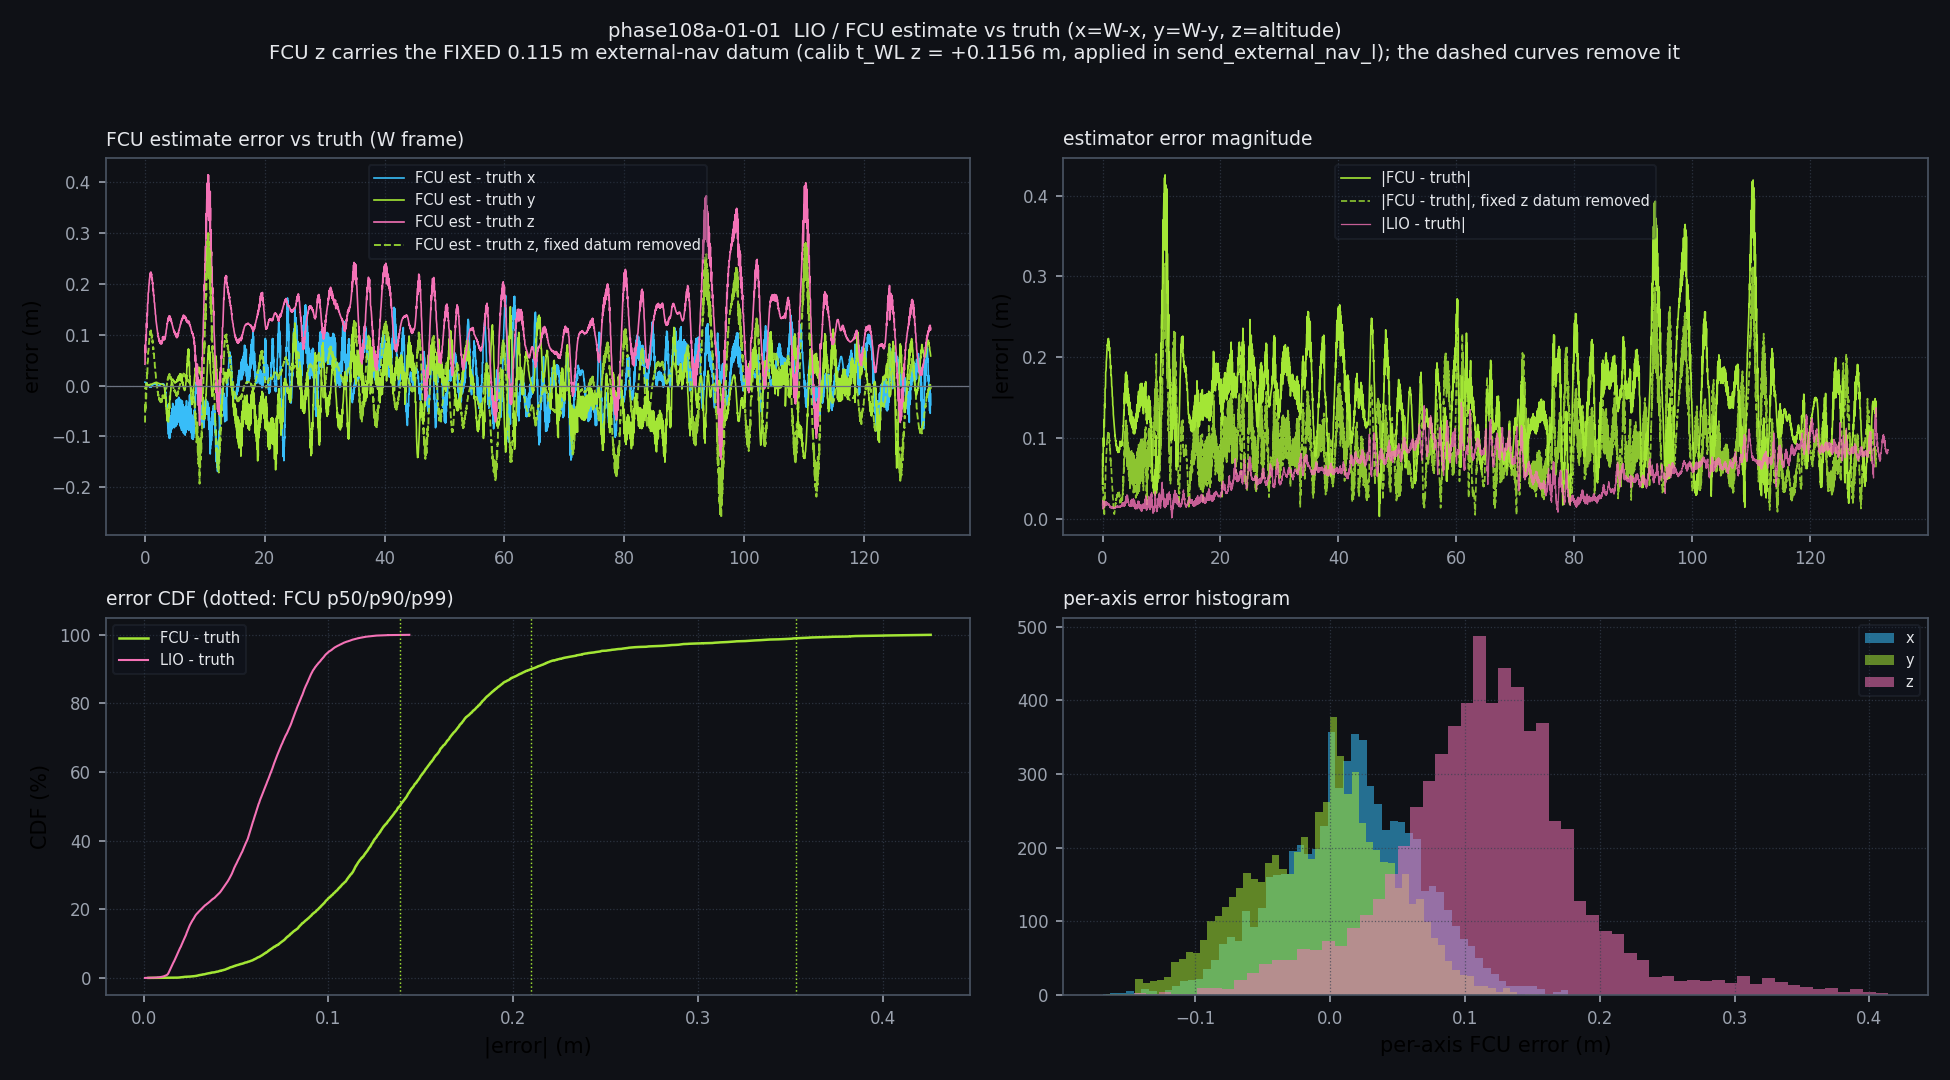 phase108a-01-01  LIO / FCU estimate vs truth (x=W-x, y=W-y, z=altitude)
FCU z carries the FIXED 0.115 m external-nav datum (calib t_WL z = +0.1156 m, applied in send_external_nav_l); the dashed curves remove it
FCU estimate error vs truth (W frame)
error (m)
0.4
0.3
0.2
0.1
0.0
−0.1
−0.2
FCU est - truth x
FCU est - truth y
FCU est - truth z
FCU est - truth z, fixed datum removed
0 20 40 60 80 100 120
estimator error magnitude
|error| (m)
0.4
0.3
0.2
0.1
0.0
|FCU - truth|
|FCU - truth|, fixed z datum removed
|LIO - truth|
0 20 40 60 80 100 120
error CDF (dotted: FCU p50/p90/p99)
CDF (%)
100
80
60
40
20
0
FCU - truth
LIO - truth
0.0 0.1 0.2 0.3 0.4
|error| (m)
per-axis error histogram
500
400
300
200
100
0
x
y
z
−0.1 0.0 0.1 0.2 0.3 0.4
per-axis FCU error (m)